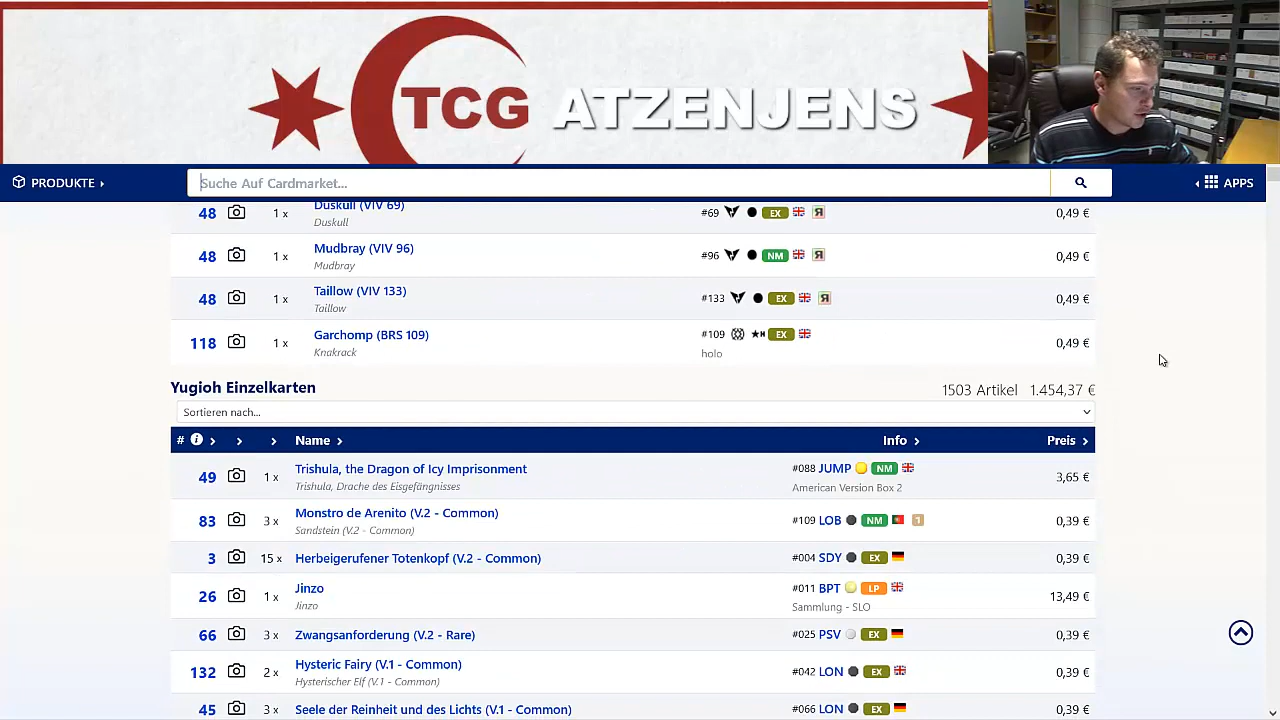 TCG ATZENJENS
PRODUKTE
Suche Auf Cardmarket...
APPS
48 Duskull (VIV 69) #69 EX R 0,49 €
Duskull
48 1 x Mudbray (VIV 96) #96 NM R 0,49 €
Mudbray
48 1 x Taillow (VIV 133) #133 EX R 0,49 €
Taillow
118 1 x Garchomp (BRS 109) #109 EX 0,49 €
Knakrack holo
Yugioh Einzelkarten 1503 Artikel 1.454,37 €
Sortieren nach...
# Name Info Preis
49 1 x Trishula, the Dragon of Icy Imprisonment #088 JUMP NM 3,65 €
Trishula, Drache des Eisgefängnisses American Version Box 2
83 3 x Monstro de Arenito (V.2 - Common) #109 LOB NM 1 0,39 €
Sandstein (V.2 - Common)
3 15 x Herbeigerufener Totenkopf (V.2 - Common) #004 SDY EX 0,39 €
26 1 x Jinzo #011 BPT LP 13,49 €
Jinzo Sammlung - SLO
66 3 x Zwangsanforderung (V.2 - Rare) #025 PSV EX 0,39 €
132 2 x Hysteric Fairy (V.1 - Common) #042 LON EX 0,39 €
Hysterischer Elf (V.1 - Common)
45 3 x Seele der Reinheit und des Lichts (V.1 - Common) #066 LON EX 0,39 €